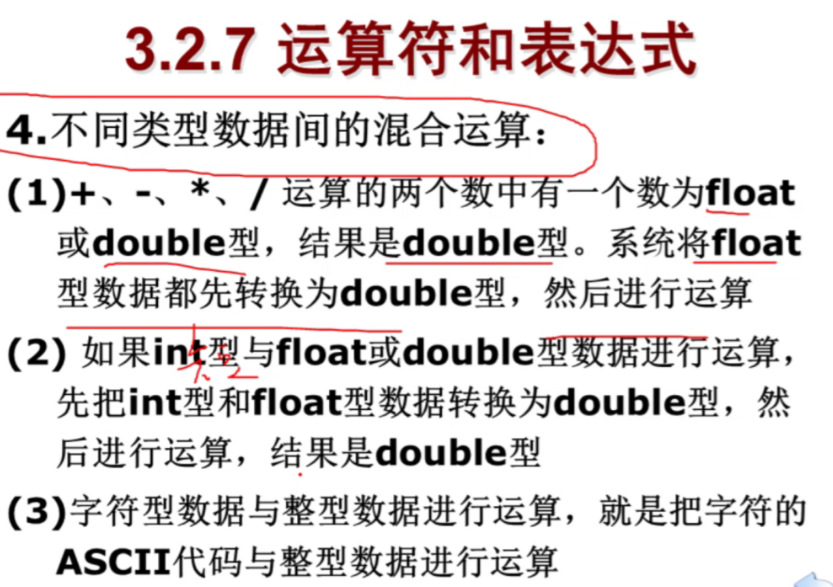 3.2.7 运算符和表达式
4.不同类型数据间的混合运算：
(1)+、-、*、/ 运算的两个数中有一个数为float
或double型，结果是double型。系统将float
型数据都先转换为double型，然后进行运算
(2) 如果int型与float或double型数据进行运算，
先把int型和float型数据转换为double型，然
后进行运算，结果是double型
(3)字符型数据与整型数据进行运算，就是把字符的
ASCII代码与整型数据进行运算